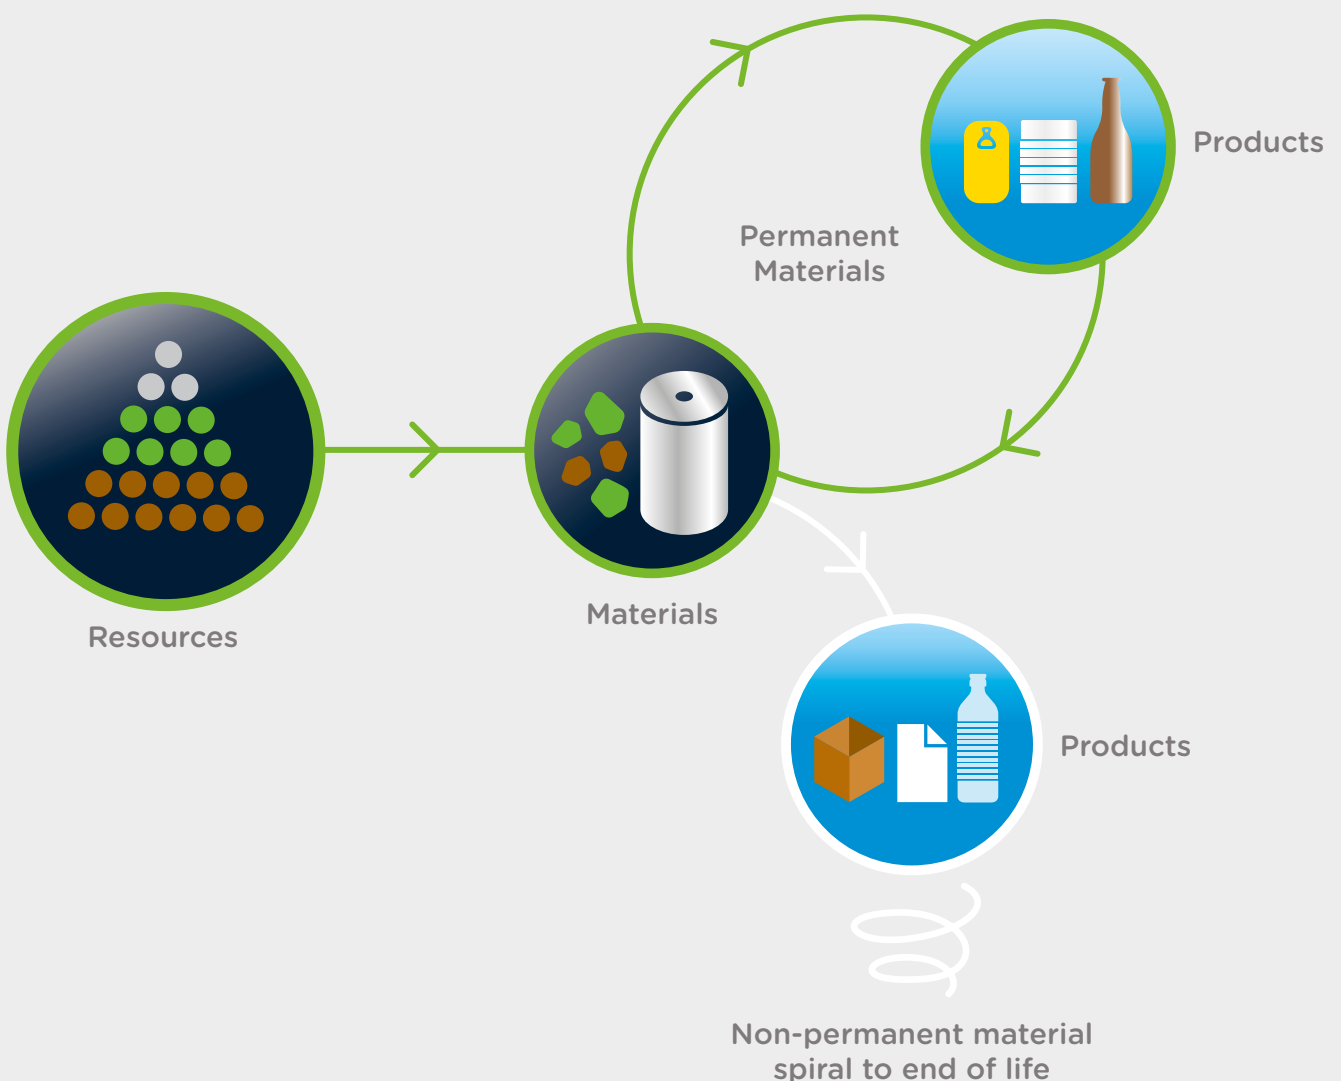 Products
Permanent
Materials
Resources
Materials
Products
Non-permanent material
spiral to end of life